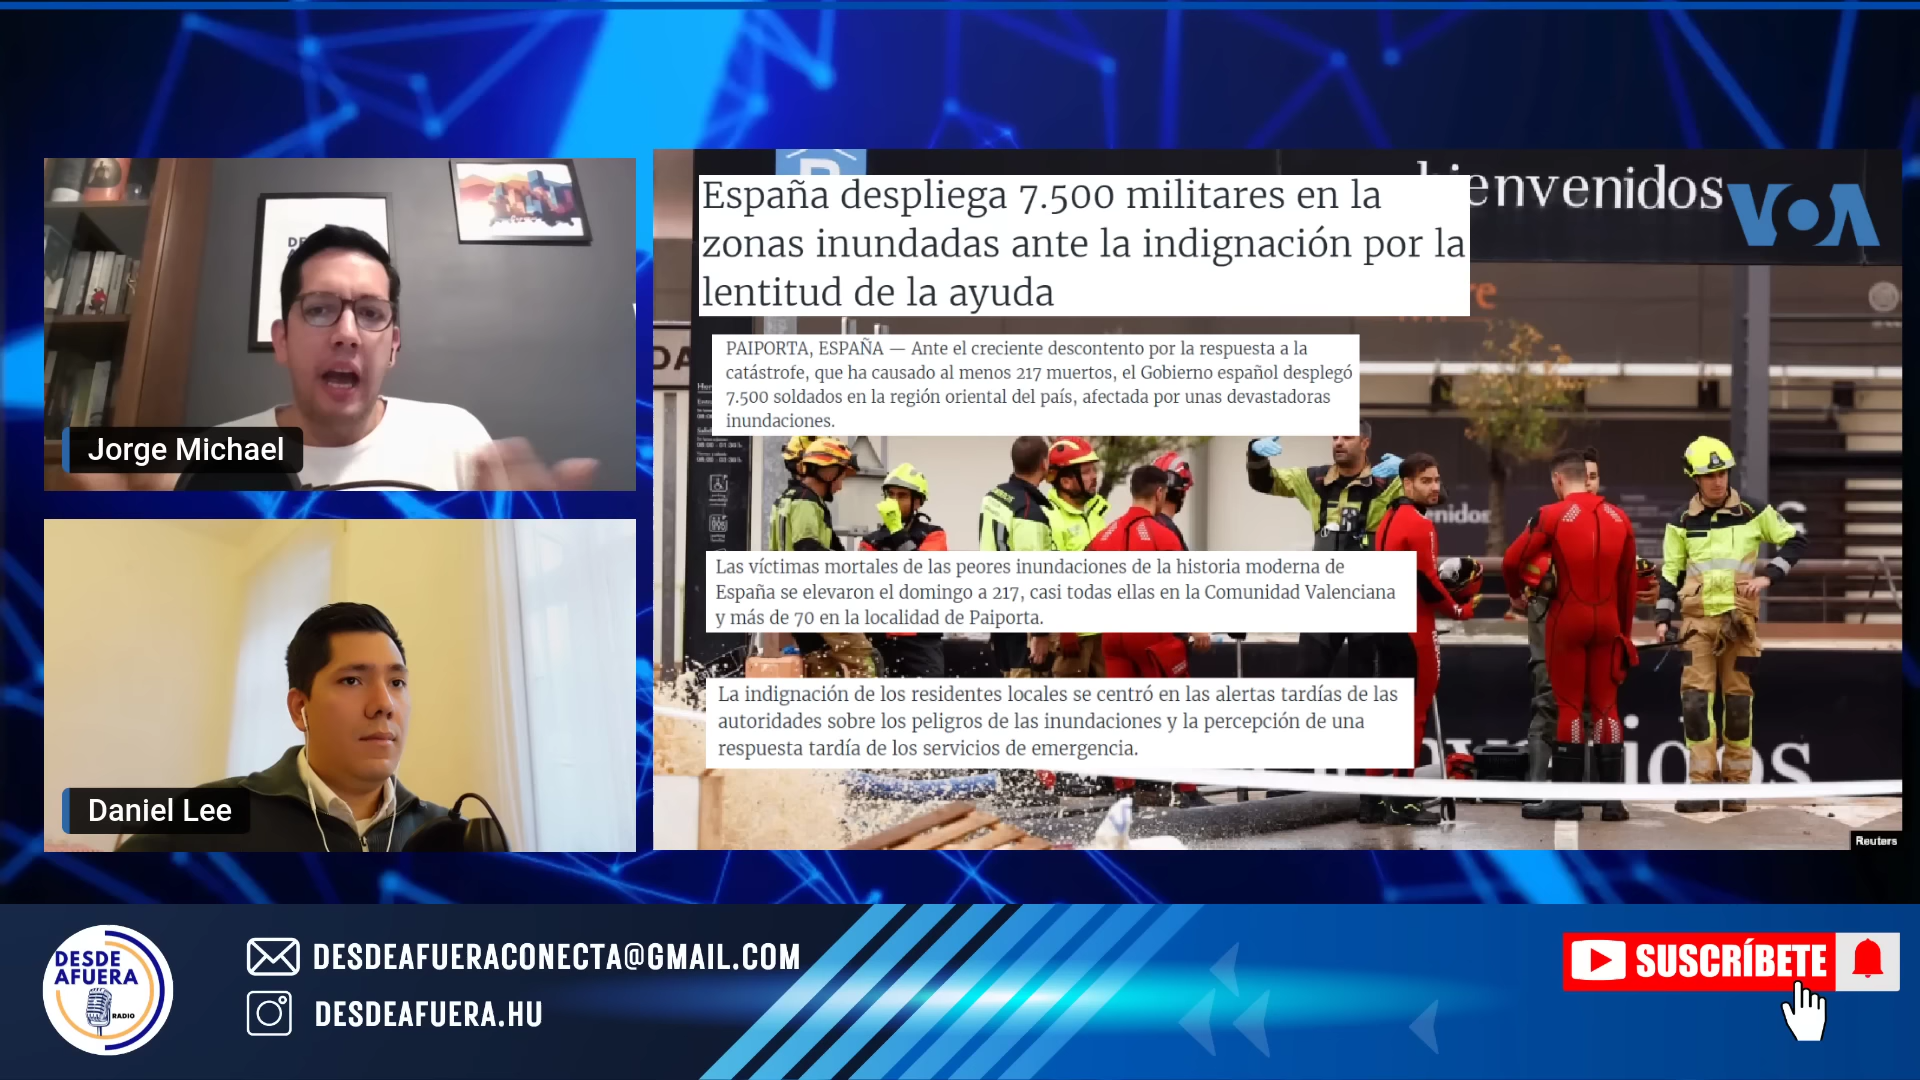 Jorge Michael
Daniel Lee
España despliega 7.500 militares en la
zonas inundadas ante la indignación por la
lentitud de la ayuda
bienvenidos
VOA
PAIPORTA, ESPAÑA — Ante el creciente descontento por la respuesta a la
catástrofe, que ha causado al menos 217 muertos, el Gobierno español desplegó
7.500 soldados en la región oriental del país, afectada por unas devastadoras
inundaciones.
Las víctimas mortales de las peores inundaciones de la historia moderna de
España se elevaron el domingo a 217, casi todas ellas en la Comunidad Valenciana
y más de 70 en la localidad de Paiporta.
La indignación de los residentes locales se centró en las alertas tardías de las
autoridades sobre los peligros de las inundaciones y la percepción de una
respuesta tardía de los servicios de emergencia.
Reuters
DESDE
AFUERA
RADIO
DESDEAFUERACONECTA@GMAIL.COM
DESDEAFUERA.HU
SUSCRÍBETE